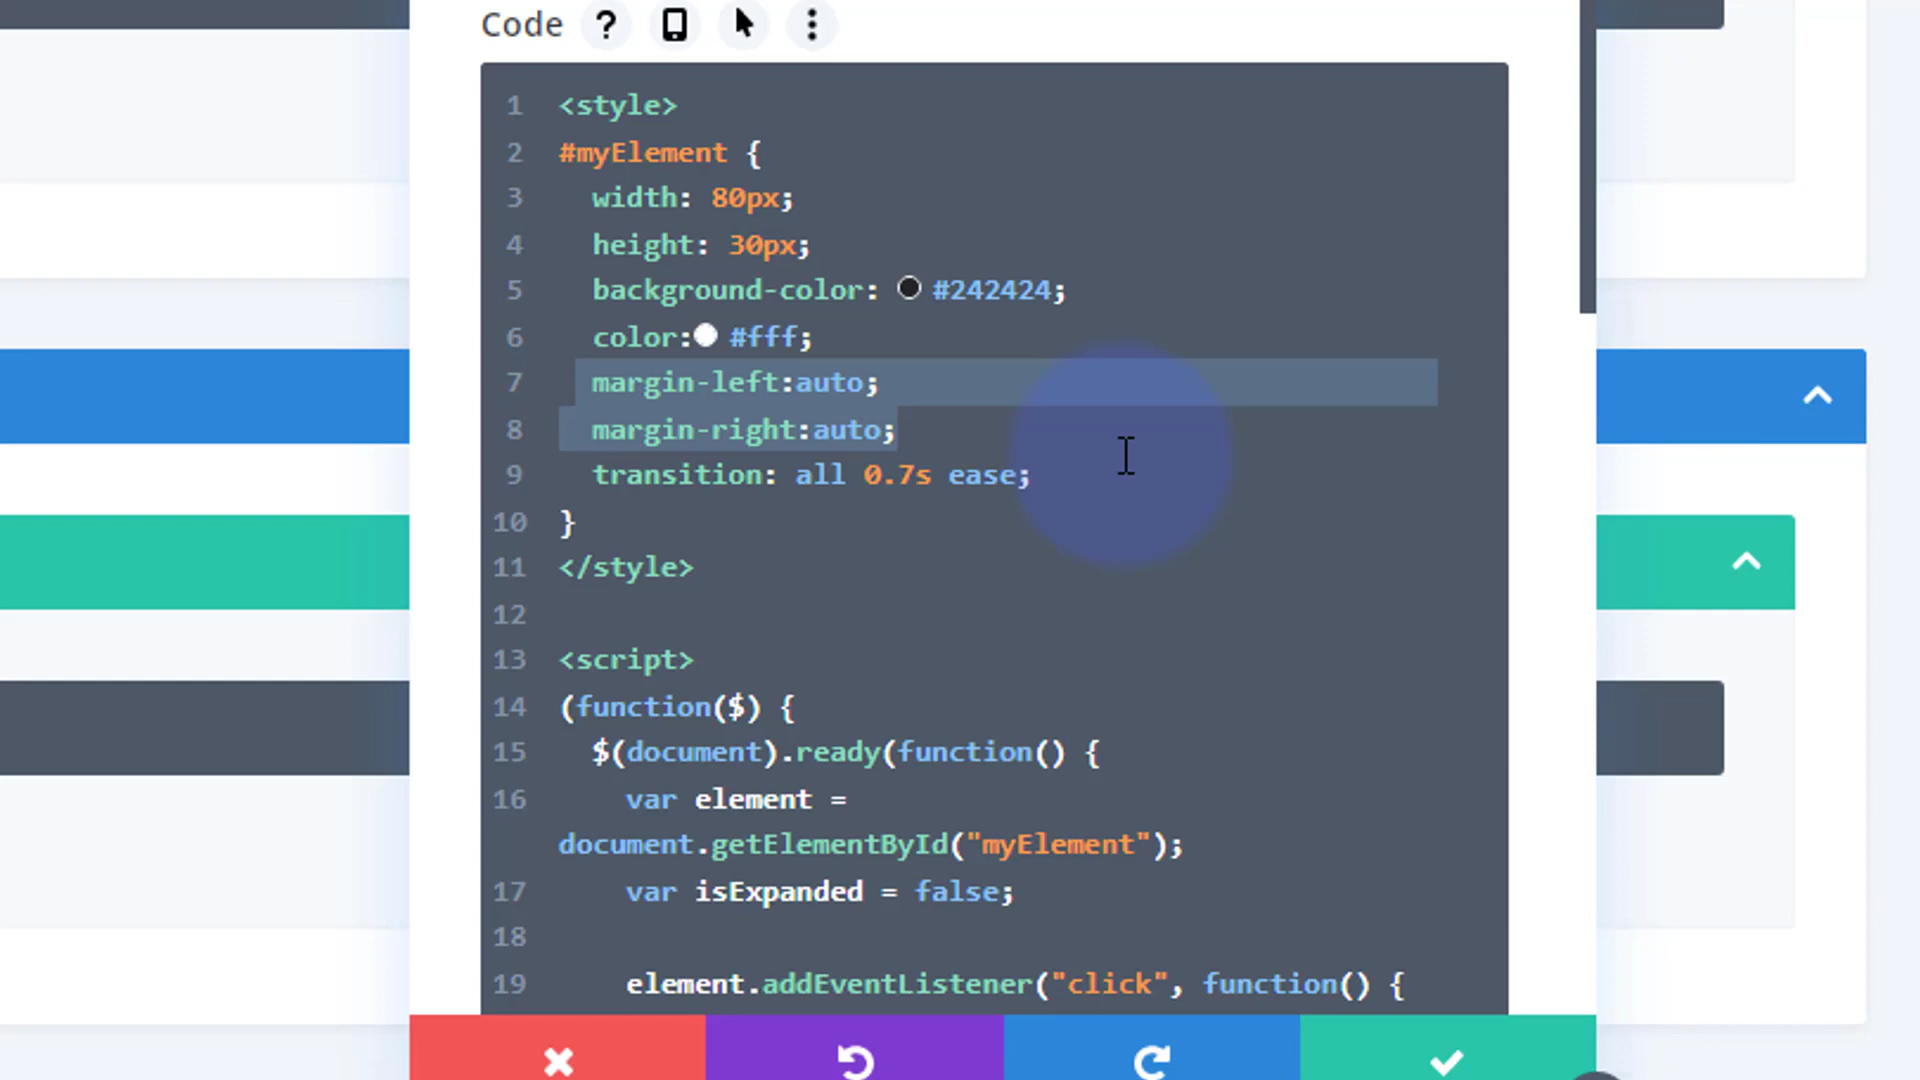 Code ?
1 <style>
2 #myElement {
3 width: 80px;
4 height: 30px;
5 background-color: #242424;
6 color: #fff;
7 margin-left:auto;
8 margin-right:auto;
9 transition: all 0.7s ease;
10 }
11 </style>
12
13 <script>
14 (function($) {
15 $(document).ready(function() {
16 var element =
document.getElementById("myElement");
17 var isExpanded = false;
18
19 element.addEventListener("click", function() {